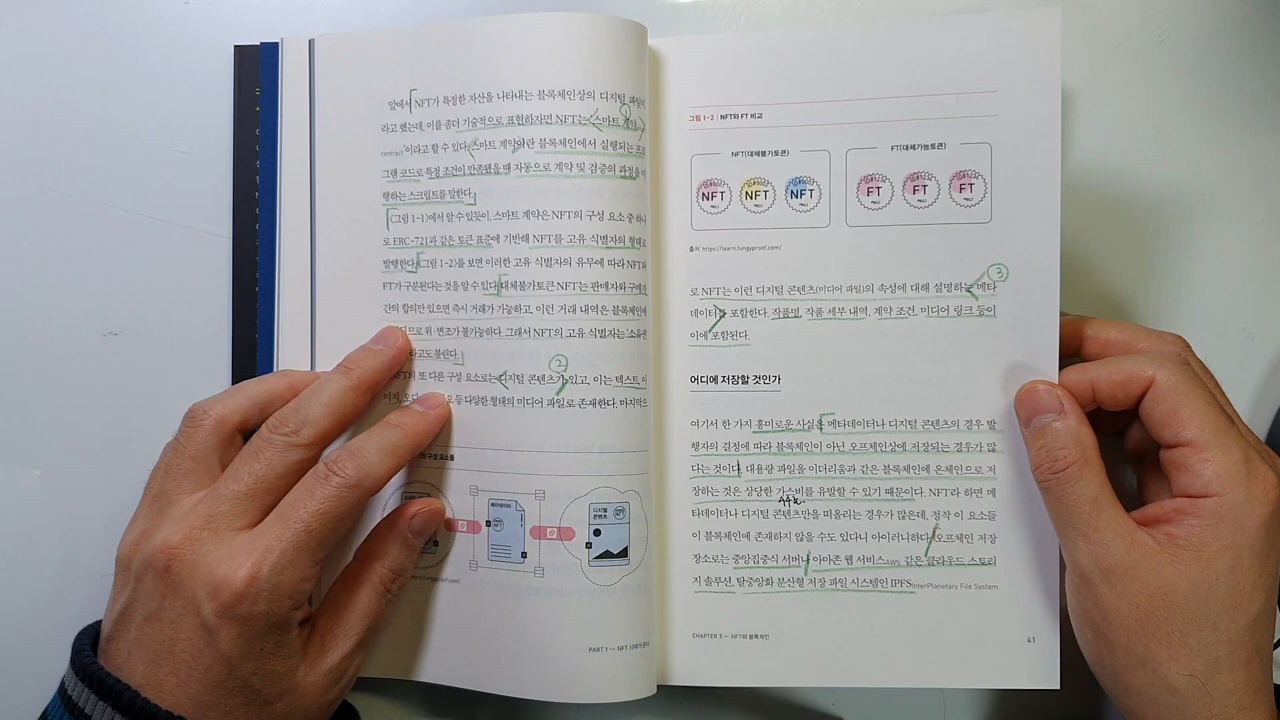 앞에서 NFT가 특정한 자산을 나타내는 블록체인상의 디지털 파일이
라고 했는데, 이를 좀더 기술적으로 표현하자면 NFT는 '스마트 계약
contract'이라고 할 수 있다. 스마트 계약이란 블록체인에서 실행되는 프로
그램 코드로 특정 조건이 만족됐을 때 자동으로 계약 및 검증의 과정을 이
행하는 스크립트를 말한다.
〈그림 1-1〉에서 알 수 있듯이, 스마트 계약은 NFT의 구성 요소 중 하나
로 ERC-721과 같은 토큰 표준에 기반해 NFT를 고유 식별자의 형태로
발행한다. 〈그림 1-2〉를 보면 이러한 고유 식별자의 유무에 따라 NFT와
FT가 구분된다는 것을 알 수 있다. 대체불가토큰 NFT는 판매자와 구매자
간의 합의만 있으면 즉시 거래가 가능하고, 이런 거래 내역은 블록체인에
므로 위·변조가 불가능하다. 그래서 NFT의 고유 식별자는 '소유권
라고도 불린다.
NFT의 또 다른 구성 요소로는 디지털 콘텐츠가 있고, 이는 텍스트, 이
미지, 오디 등 다양한 형태의 미디어 파일로 존재한다. 마지막으
①
②
구성 요소들
메타데이터
NFT
디지털
콘텐츠
NFT
learn.fungyproof.com/
PART 1 — NFT 시대가 온다
그림 1-2 | NFT와 FT 비교
NFT(대체불가토큰) FT(대체가능토큰)
NFT NFT NFT FT FT FT
출처: https://learn.fungyproof.com/
③
로 NFT는 이런 디지털 콘텐츠(미디어 파일)의 속성에 대해 설명하는 메타
데이터를 포함한다. 작품명, 작품 세부 내역, 계약 조건, 미디어 링크 등이
이에 포함된다.
어디에 저장할 것인가
여기서 한 가지 흥미로운 사실은 메타데이터나 디지털 콘텐츠의 경우 발
행자의 결정에 따라 블록체인이 아닌 오프체인상에 저장되는 경우가 많
다는 것이다. 대용량 파일을 이더리움과 같은 블록체인에 온체인으로 저
장하는 것은 상당한 가스비를 유발할 수 있기 때문이다. NFT라 하면 메
타데이터나 디지털 콘텐츠만을 떠올리는 경우가 많은데, 정작 이 요소들
이 블록체인에 존재하지 않을 수도 있다니 아이러니하다. 오프체인 저장
장소로는 중앙집중식 서버나 아마존 웹 서비스AWS 같은 클라우드 스토리
지 솔루션, 탈중앙화 분산형 저장 파일 시스템인 IPFSInterPlanetary File System
CHAPTER 3 — NFT와 블록체인
41